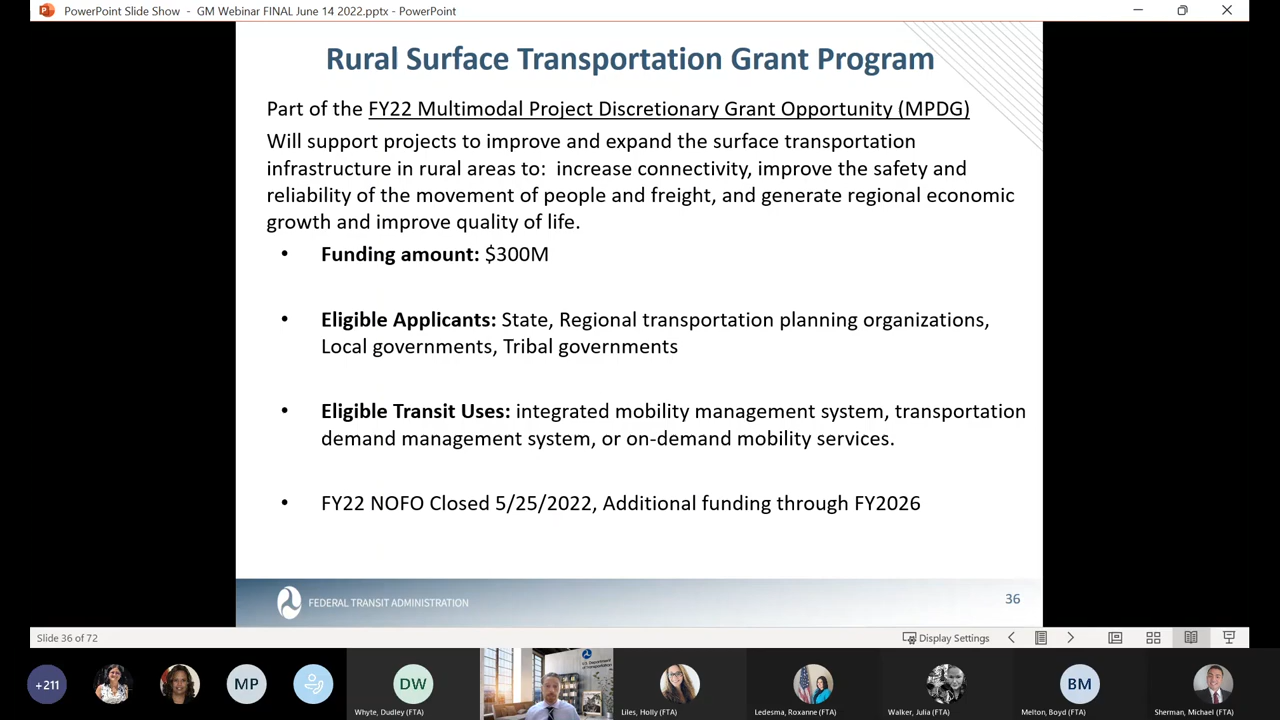 PowerPoint Slide Show - GM Webinar FINAL June 14 2022.pptx - PowerPoint
Rural Surface Transportation Grant Program
Part of the FY22 Multimodal Project Discretionary Grant Opportunity (MPDG)
Will support projects to improve and expand the surface transportation
infrastructure in rural areas to:  increase connectivity, improve the safety and
reliability of the movement of people and freight, and generate regional economic
growth and improve quality of life.
• Funding amount: $300M
• Eligible Applicants: State, Regional transportation planning organizations,
Local governments, Tribal governments
• Eligible Transit Uses: integrated mobility management system, transportation
demand management system, or on-demand mobility services.
• FY22 NOFO Closed 5/25/2022, Additional funding through FY2026
FEDERAL TRANSIT ADMINISTRATION
36
Slide 36 of 72
Display Settings
+211
MP
DW
BM
U.S. Department
of Transportation
Whyte, Dudley (FTA)
Liles, Holly (FTA)
Ledesma, Roxanne (FTA)
Walker, Julia (FTA)
Melton, Boyd (FTA)
Sherman, Michael (FTA)